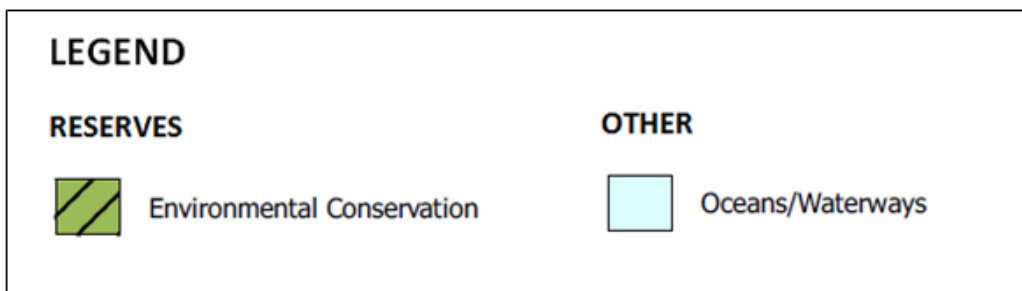 LEGEND
RESERVES
Environmental Conservation
OTHER
Oceans/Waterways